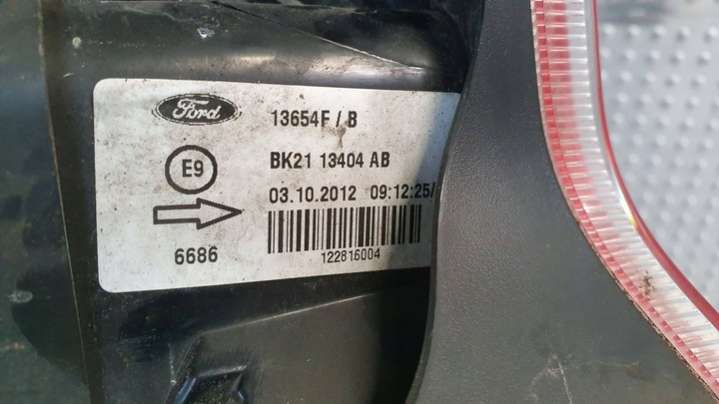 Ford
13654F / B
E9
BK21 13404 AB
03.10.2012 09:12:25/
6686
122816004